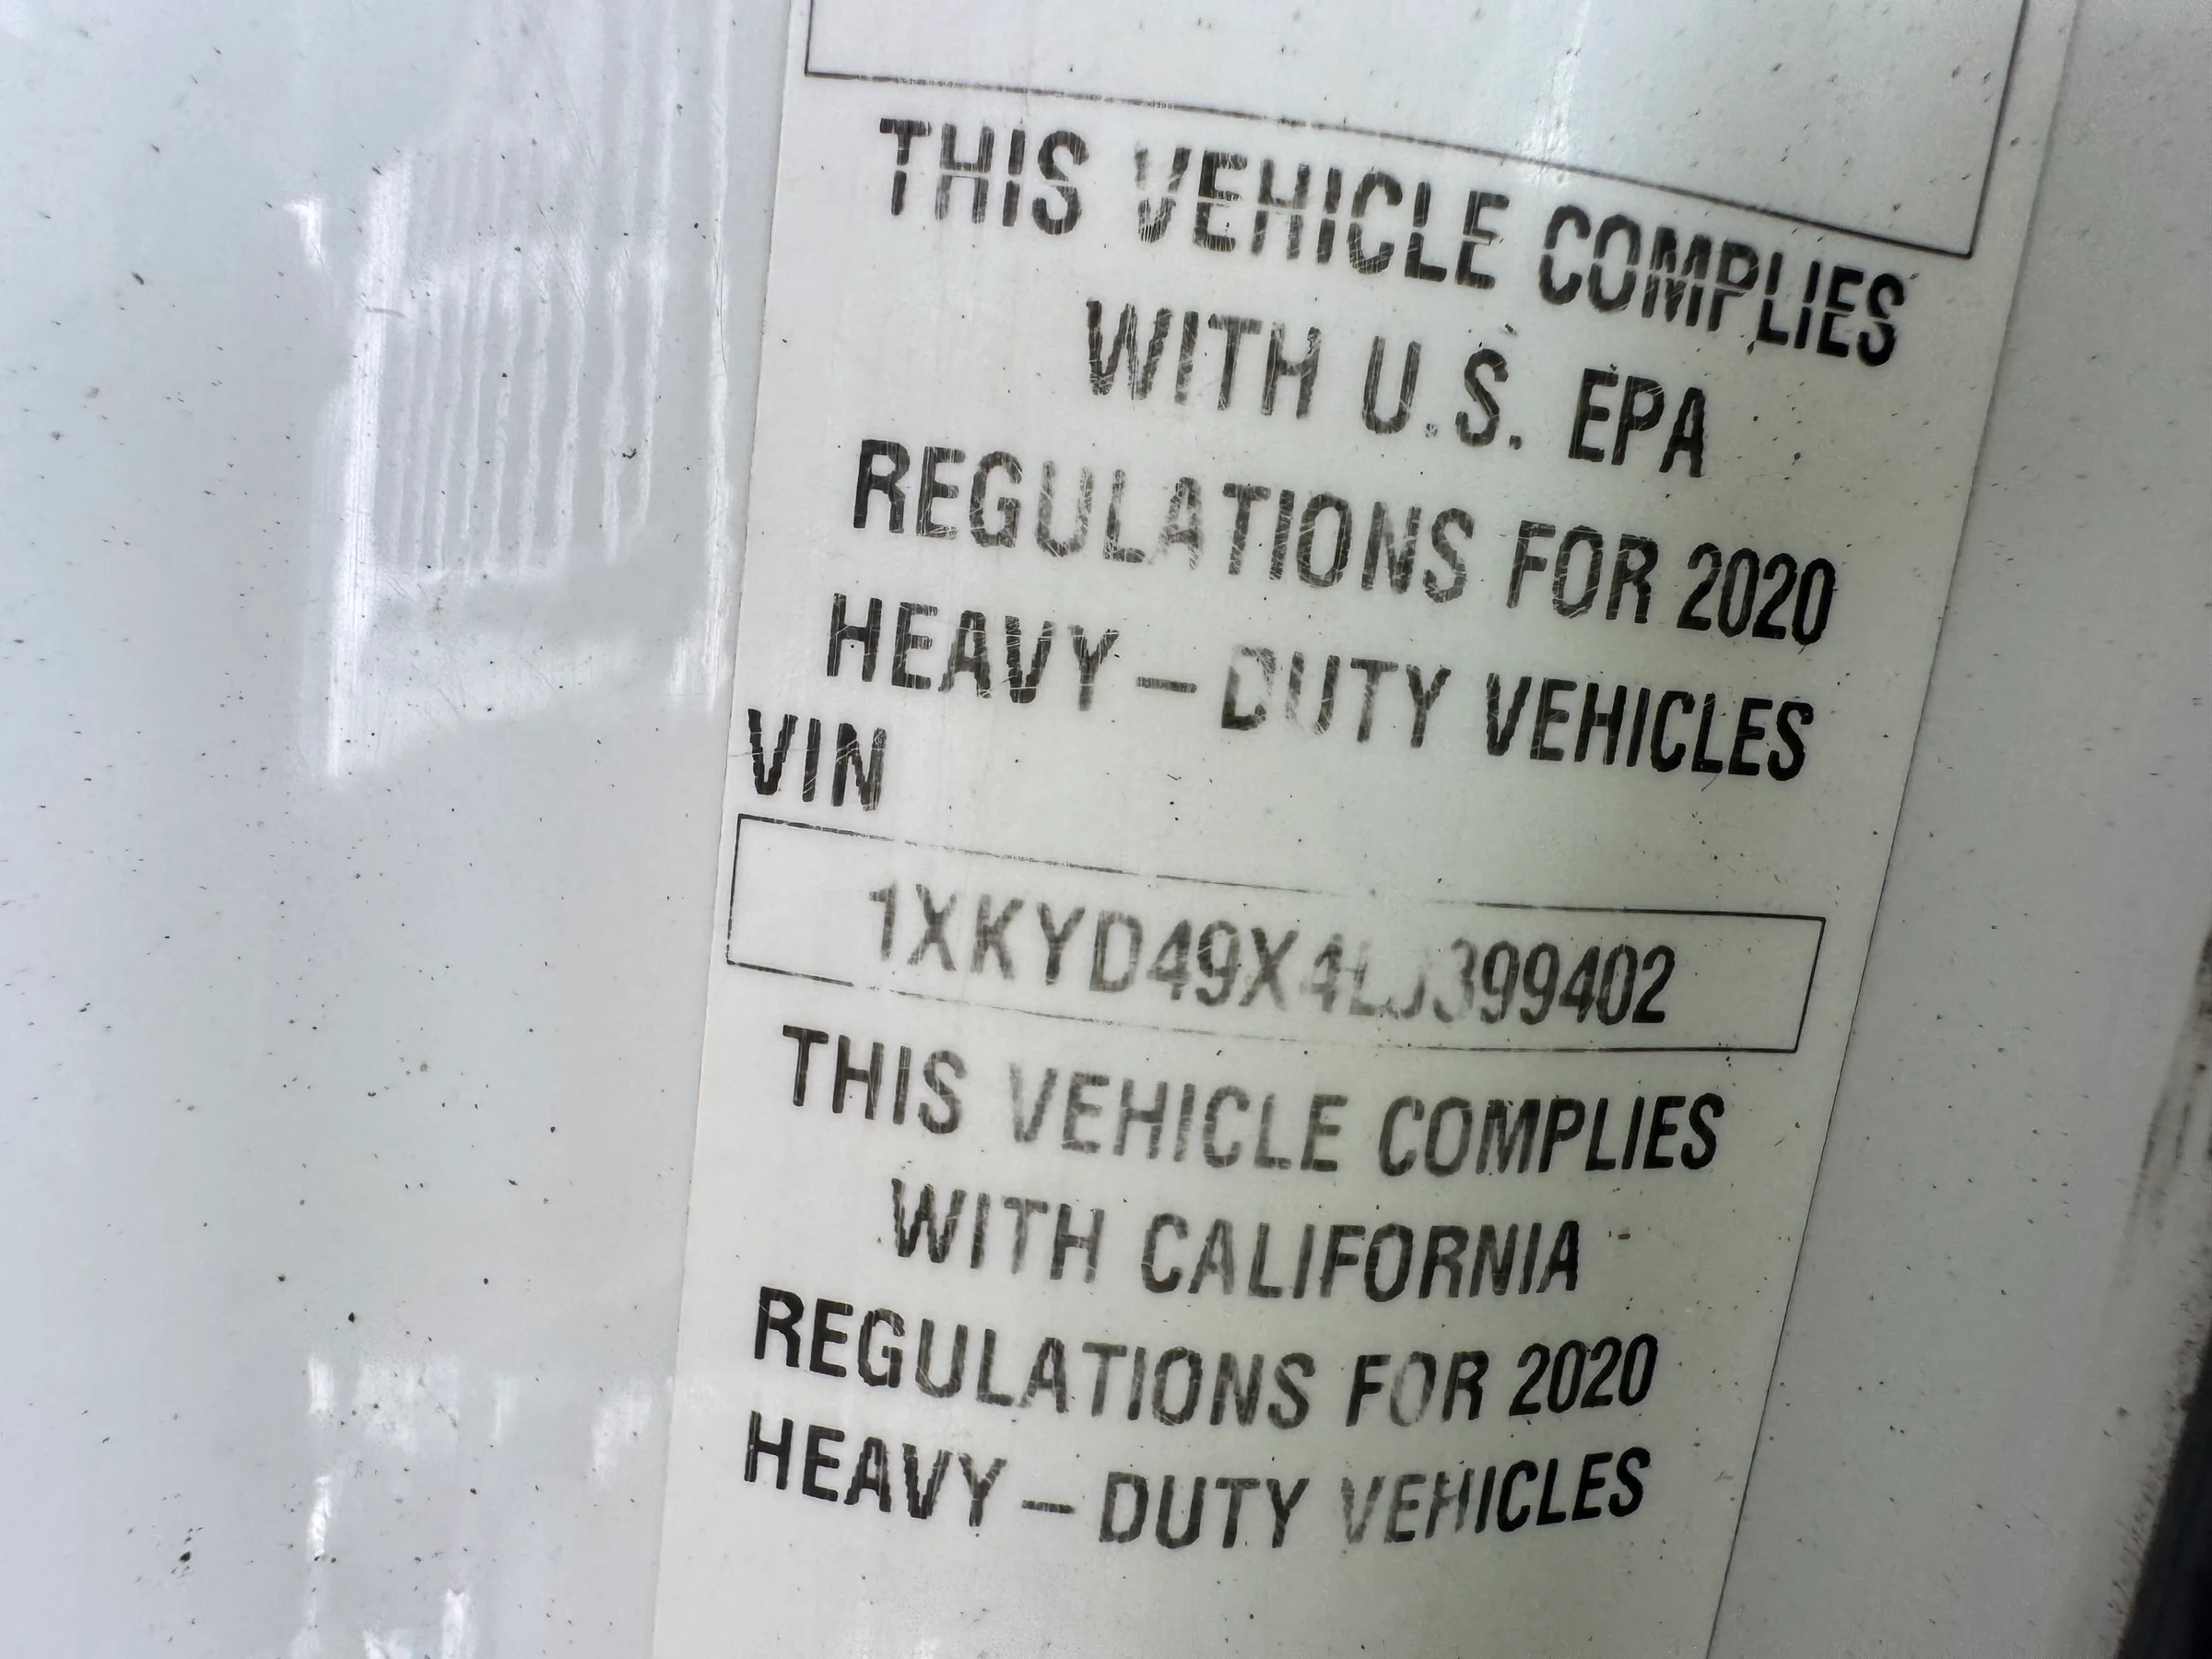 THIS VEHICLE COMPLIES
WITH U.S. EPA
REGULATIONS FOR 2020
HEAVY – DUTY VEHICLES
VIN
1XKYD49X4LJ399402
THIS VEHICLE COMPLIES
WITH CALIFORNIA
REGULATIONS FOR 2020
HEAVY – DUTY VEHICLES